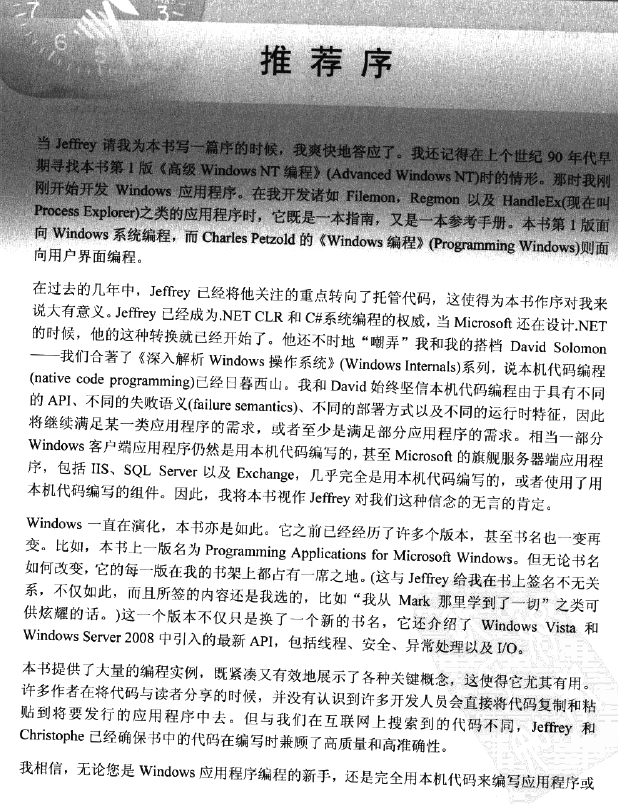 7 6 3
推荐序
当 Jeffrey 请我为本书写一篇序的时候，我爽快地答应了。我还记得在上个世纪 90 年代早
期寻找本书第 1 版《高级 Windows NT 编程》(Advanced Windows NT)时的情形。那时我刚
刚开始开发 Windows 应用程序。在我开发诸如 Filemon，Regmon 以及 HandleEx(现在叫
Process Explorer)之类的应用程序时，它既是一本指南，又是一本参考手册。本书第 1 版面
向 Windows 系统编程，而 Charles Petzold 的《Windows 编程》(Programming Windows)则面
向用户界面编程。
在过去的几年中，Jeffrey 已经将他关注的重点转向了托管代码，这使得为本书作序对我来
说大有意义。Jeffrey 已经成为.NET CLR 和 C#系统编程的权威，当 Microsoft 还在设计.NET
的时候，他的这种转换就已经开始了。他还不时地“嘲弄”我和我的搭档 David Solomon
——我们合著了《深入解析 Windows 操作系统》(Windows Internals)系列，说本机代码编程
(native code programming)已经日暮西山。我和 David 始终坚信本机代码编程由于具有不同
的 API、不同的失败语义(failure semantics)、不同的部署方式以及不同的运行时特征，因此
将继续满足某一类应用程序的需求，或者至少是满足部分应用程序的需求。相当一部分
Windows 客户端应用程序仍然是用本机代码编写的，甚至 Microsoft 的旗舰服务器端应用程
序，包括 IIS、SQL Server 以及 Exchange，几乎完全是用本机代码编写的，或者使用了用
本机代码编写的组件。因此，我将本书视作 Jeffrey 对我们这种信念的无言的肯定。
Windows 一直在演化，本书亦是如此。它之前已经经历了许多个版本，甚至书名也一变再
变。比如，本书上一版名为 Programming Applications for Microsoft Windows。但无论书名
如何改变，它的每一版在我的书架上都占有一席之地。(这与 Jeffrey 给我在书上签名不无关
系，不仅如此，而且所签的内容还是我选的，比如“我从 Mark 那里学到了一切”之类可
供炫耀的话。)这一个版本不仅只是换了一个新的书名，它还介绍了 Windows Vista 和
Windows Server 2008 中引入的最新 API，包括线程、安全、异常处理以及 I/O。
本书提供了大量的编程实例，既紧凑又有效地展示了各种关键概念，这使得它尤其有用。
许多作者在将代码与读者分享的时候，并没有认识到许多开发人员会直接将代码复制和粘
贴到将要发行的应用程序中去。但与我们在互联网上搜索到的代码不同，Jeffrey 和
Christophe 已经确保书中的代码在编写时兼顾了高质量和高准确性。
我相信，无论您是 Windows 应用程序编程的新手，还是完全用本机代码来编写应用程序或